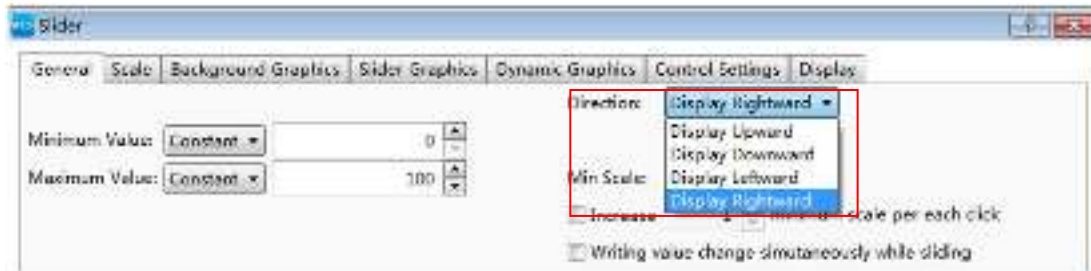 Slider
General Scale Background Graphics Slider Graphics Dynamic Graphics Control Settings Display
Direction: Display Rightward
Display Upward
Minimum Value: Constant 0
Display Downward
Maximum Value: Constant 100
Min Scale: Display Leftward
Display Rightward
Increase scale per each click
Writing value change simutaneously while sliding